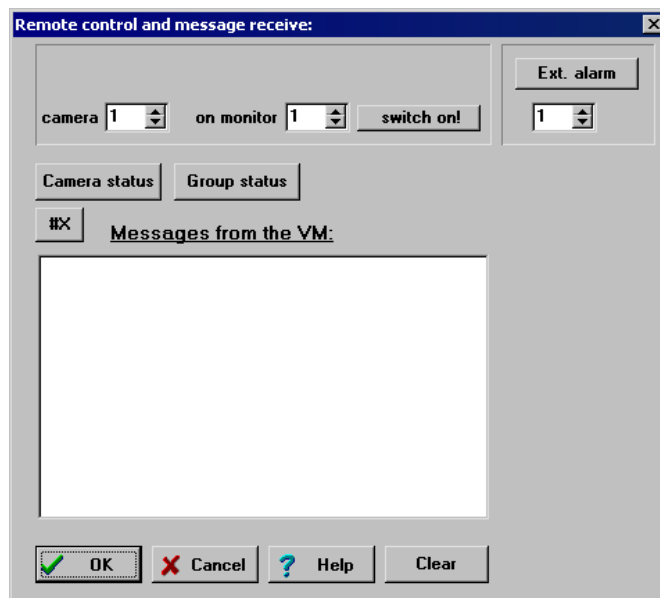 Remote control and message receive:
Ext. alarm
camera 1 on monitor 1 switch on! 1
Camera status Group status
#X
Messages from the VM:
OK Cancel Help Clear